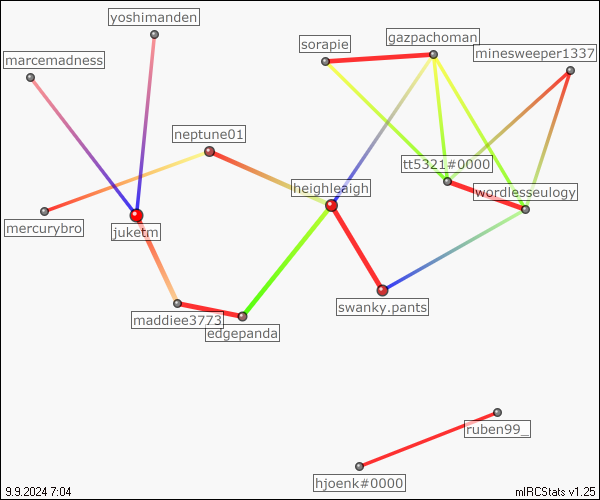 yoshimanden
gazpachoman
sorapie
minesweeper1337
marcemadness
neptune01
tt5321#0000
heighleaigh
wordlesseulogy
mercurybro
juketm
swanky.pants
maddiee3773
edgepanda
ruben99_
hjoenk#0000
9.9.2024 7:04
mIRCStats v1.25